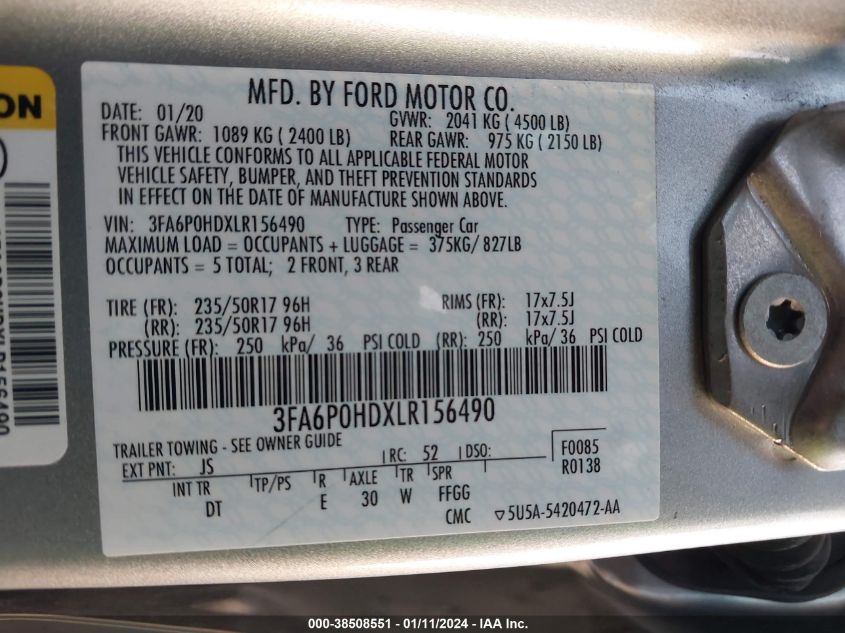 ON
MFD. BY FORD MOTOR CO.
DATE: 01/20 GVWR: 2041 KG ( 4500 LB)
FRONT GAWR: 1089 KG ( 2400 LB) REAR GAWR: 975 KG ( 2150 LB)
THIS VEHICLE CONFORMS TO ALL APPLICABLE FEDERAL MOTOR
VEHICLE SAFETY, BUMPER, AND THEFT PREVENTION STANDARDS
IN EFFECT ON THE DATE OF MANUFACTURE SHOWN ABOVE.
VIN: 3FA6P0HDXLR156490 TYPE: Passenger Car
MAXIMUM LOAD = OCCUPANTS + LUGGAGE = 375KG/ 827LB
OCCUPANTS = 5 TOTAL; 2 FRONT, 3 REAR
TIRE (FR): 235/50R17 96H RIMS (FR): 17x7.5J
(RR): 235/50R17 96H (RR): 17x7.5J
PRESSURE (FR): 250 kPa/ 36 PSI COLD (RR): 250 kPa/ 36 PSI COLD
3FA6P0HDXLR156490
TRAILER TOWING - SEE OWNER GUIDE
EXT PNT: JS RC: 52 DSO: F0085
R0138
INT TR TP/PS R AXLE TR SPR
DT E 30 W FFGG
CMC 5U5A-5420472-AA
000-38508551 - 01/11/2024 - IAA Inc.